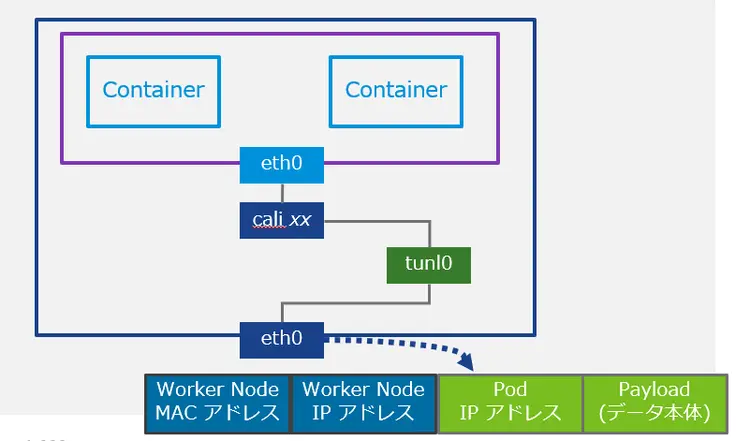 Container
Container
eth0
cali xx
tunl0
eth0
Worker Node
MAC アドレス
Worker Node
IP アドレス
Pod
IP アドレス
Payload
(データ本体)